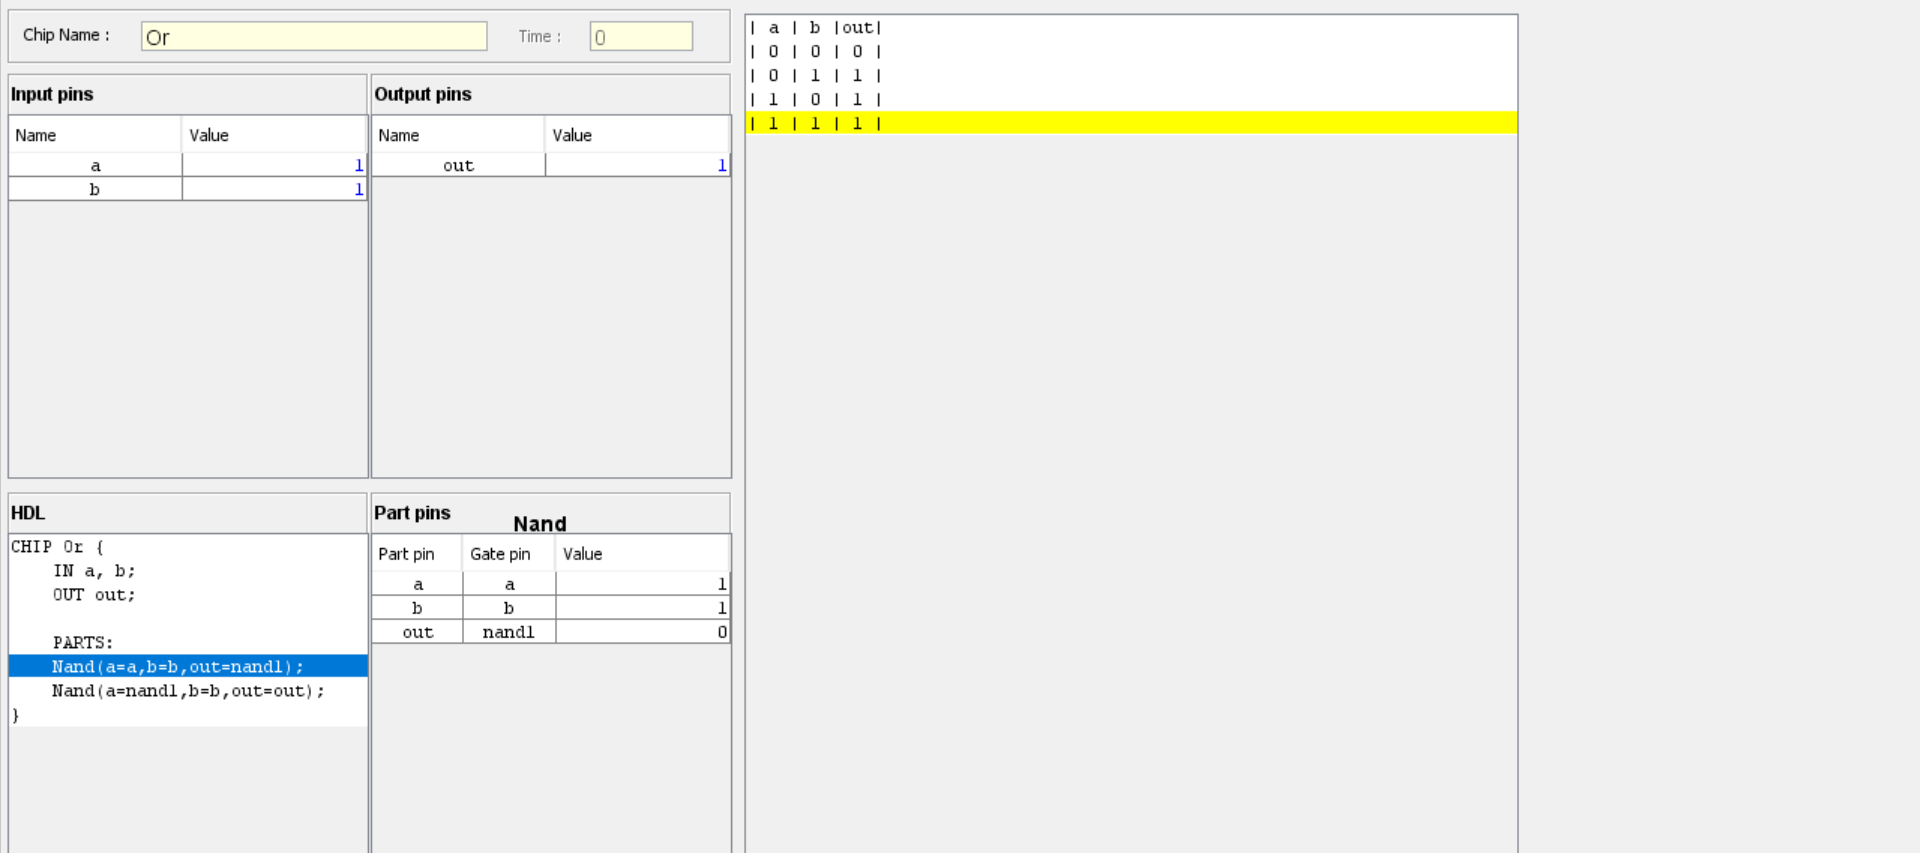 Chip Name : Or Time : 0
Input pins
Name Value
a 1
b 1
Output pins
Name Value
out 1
HDL
CHIP Or {
IN a, b;
OUT out;
PARTS:
Nand(a=a,b=b,out=nand1);
Nand(a=nand1,b=b,out=out);
}
Part pins Nand
Part pin Gate pin Value
a a 1
b b 1
out nand1 0
| a | b |out|
| 0 | 0 | 0 |
| 0 | 1 | 1 |
| 1 | 0 | 1 |
| 1 | 1 | 1 |